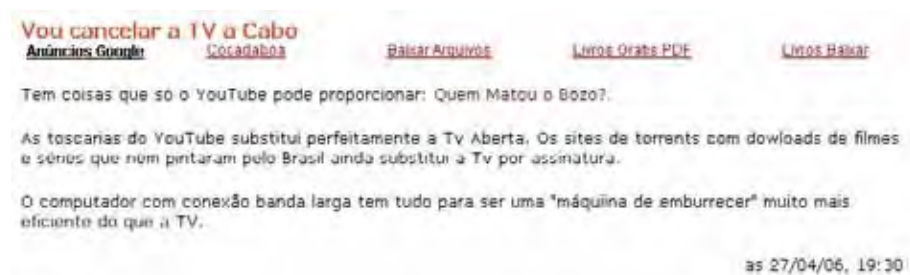 Vou cancelar a TV a Cabo
Anúncios Google Cocadaboa Baixar Arquivos Livros Gratis PDF Livros Baixar
Tem coisas que só o YouTube pode proporcionar: Quem Matou o Bozo?.
As toscarias do YouTube substitui perfeitamente a Tv Aberta. Os sites de torrents com dowloads de filmes
e séries que nem pintaram pelo Brasil ainda substitui a Tv por assinatura.
O computador com conexão banda larga tem tudo para ser uma "máquiina de emburrecer" muito mais
eficiente do que a TV.
as 27/04/06, 19:30